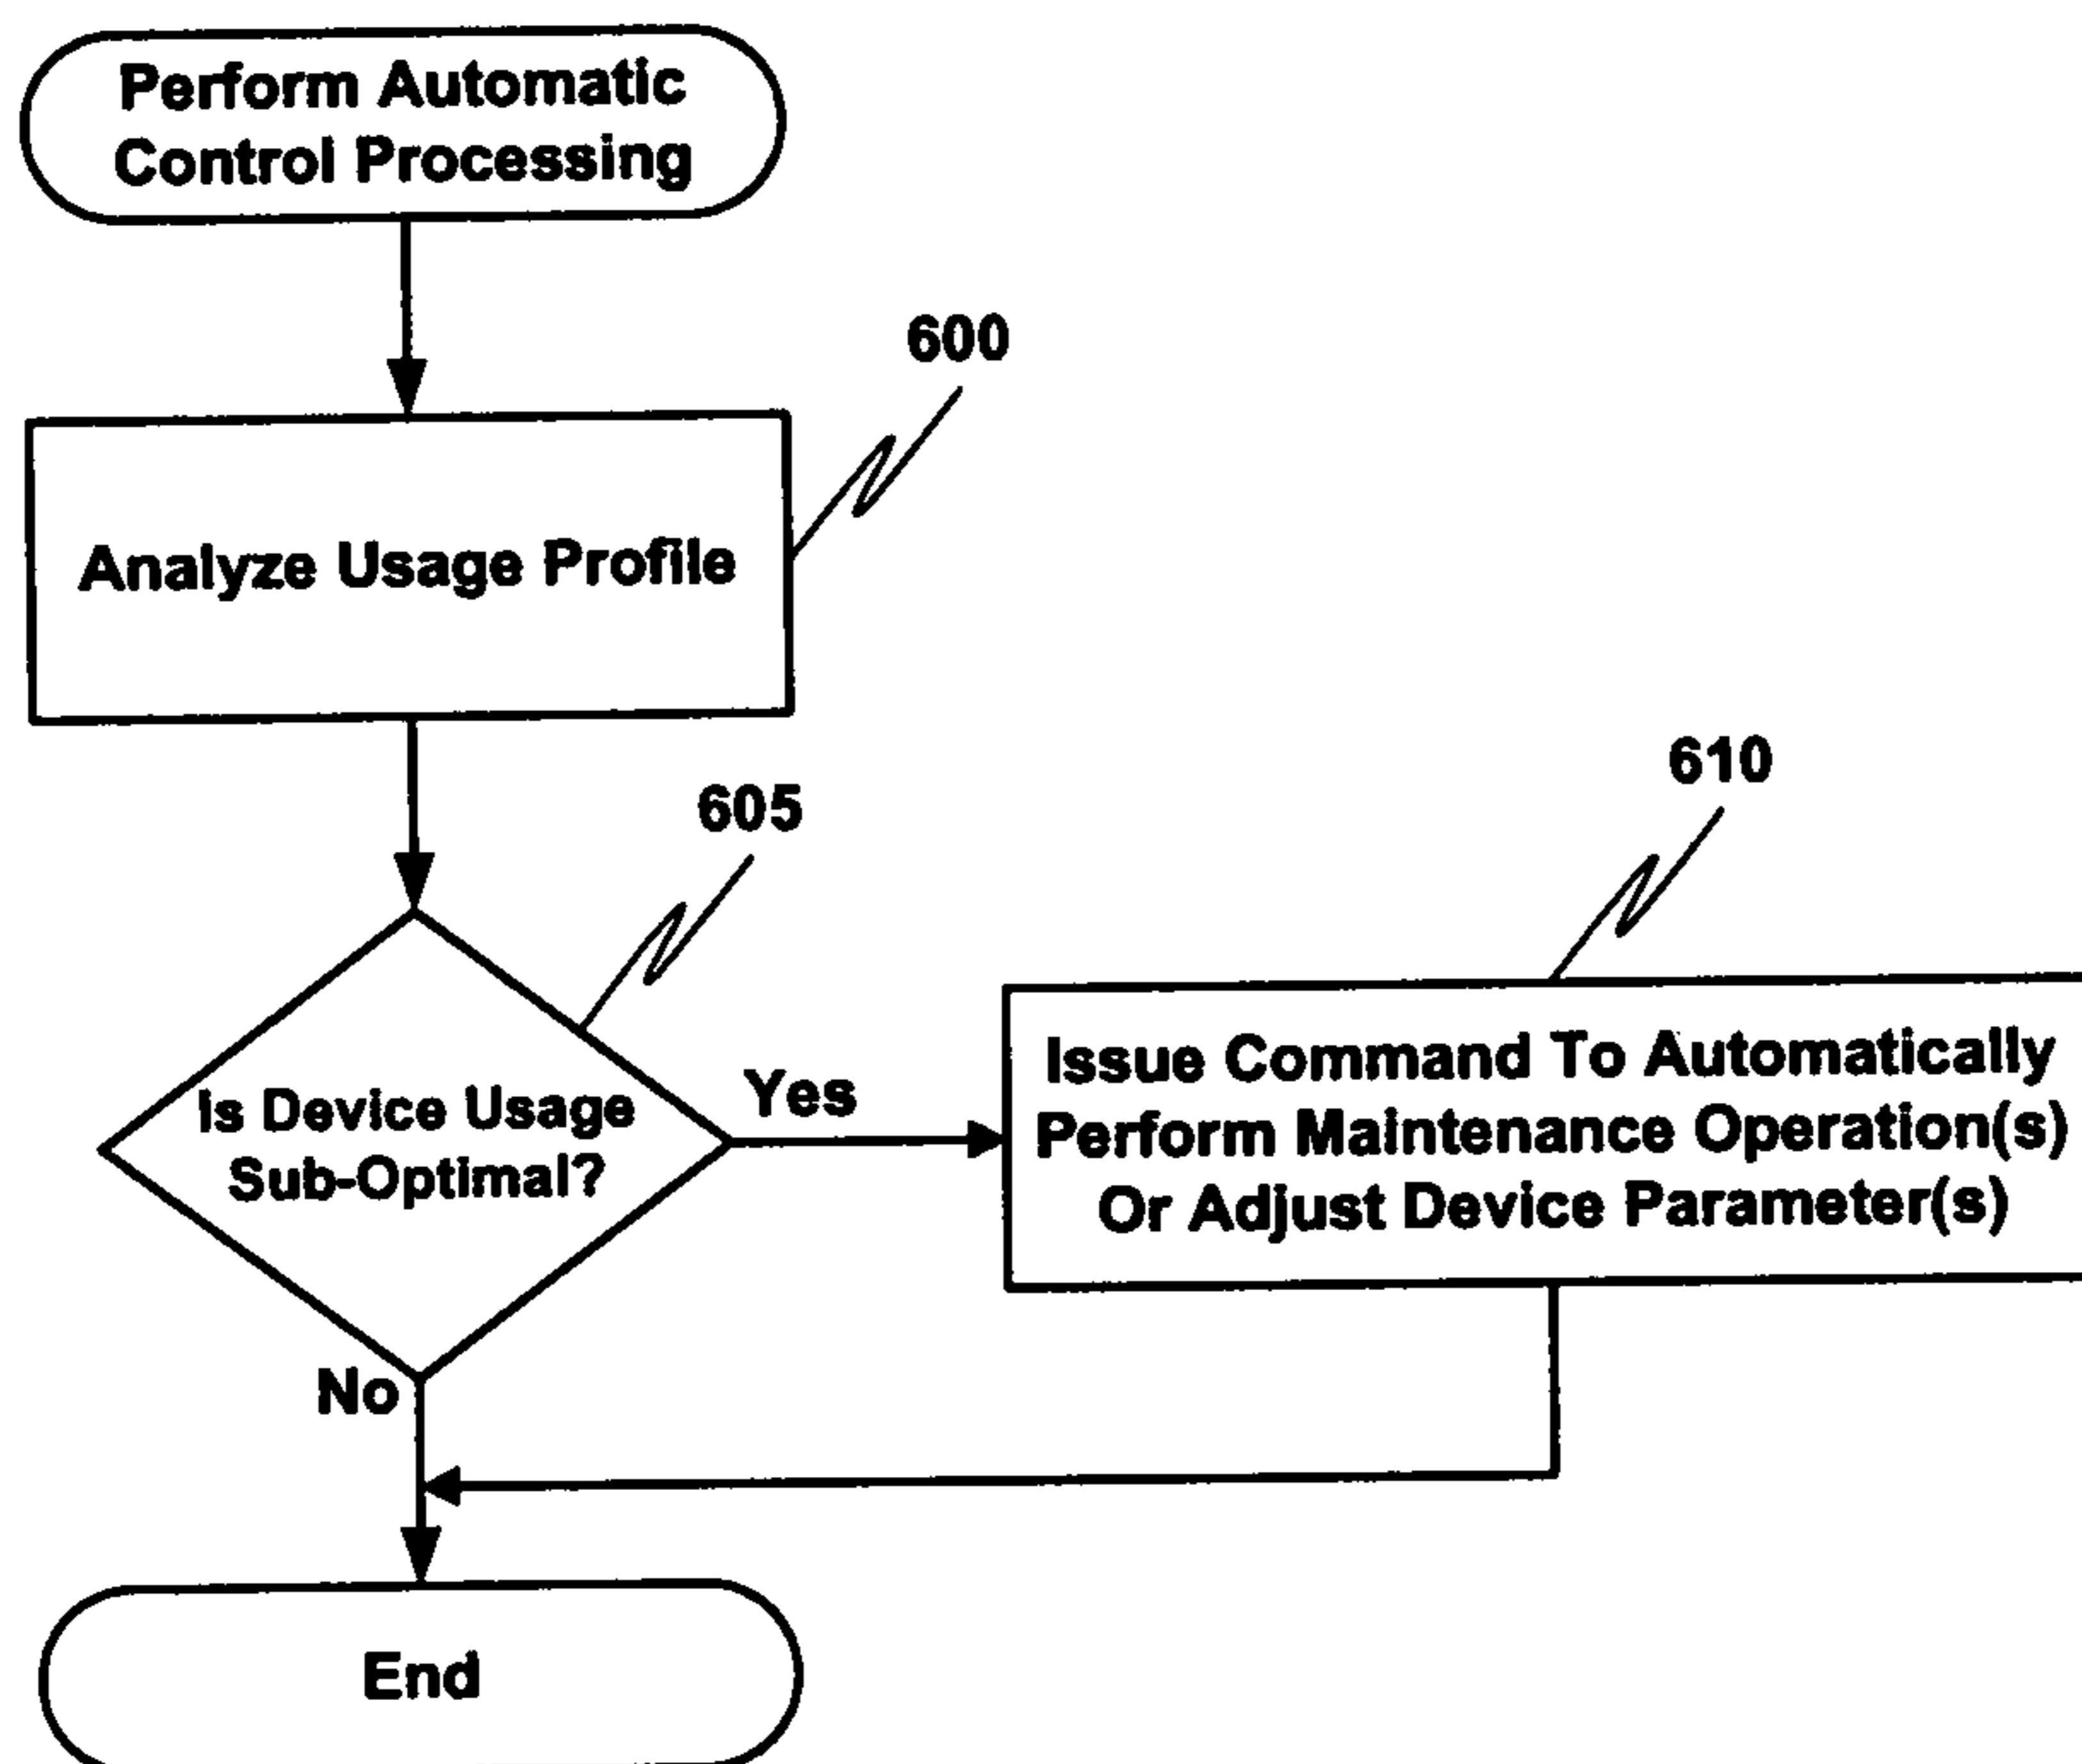 Perform Automatic
Control Processing
600
Analyze Usage Profile
605
610
Is Device Usage
Sub-Optimal?
Yes
Issue Command To Automatically
Perform Maintenance Operation(s)
Or Adjust Device Parameter(s)
No
End